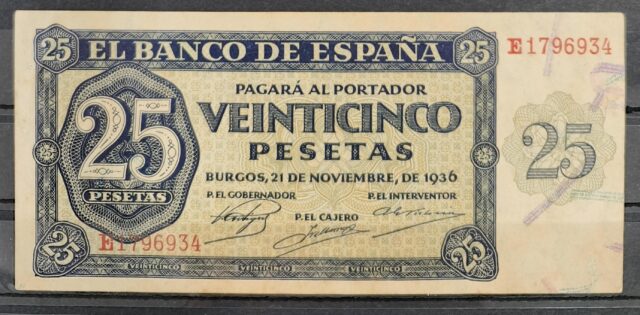 25 EL BANCO DE ESPAÑA 25
E1796934
PAGARÁ AL PORTADOR
VEINTICINCO
PESETAS
25
PESETAS
25
BURGOS, 21 DE NOVIEMBRE, DE 1936
P. EL GOBERNADOR P. EL INTERVENTOR
P. EL CAJERO
E1796934
25 VEINTICINCO VEINTICINCO VEINTICINCO 25